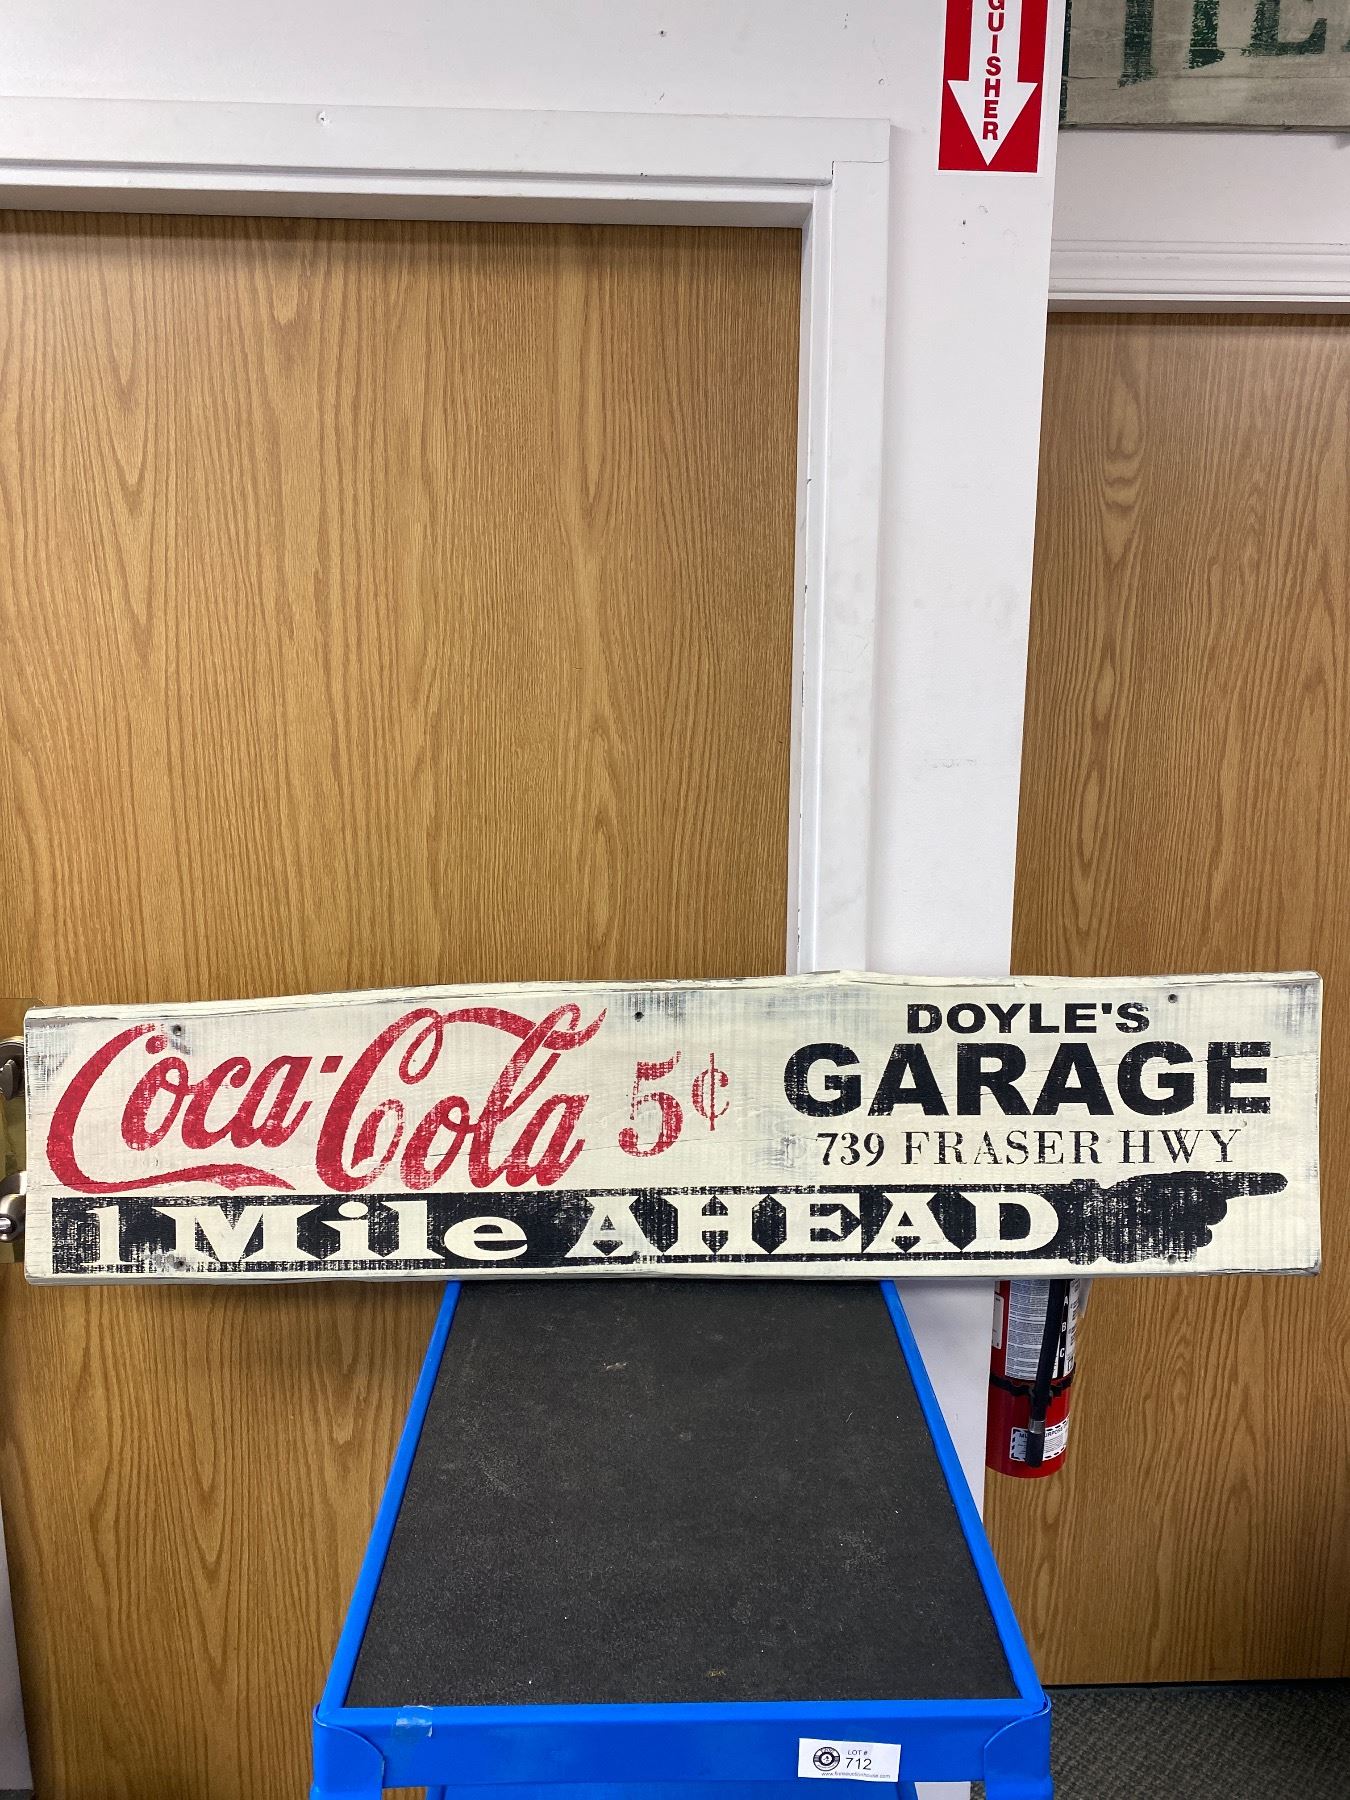 GUISHER
Coca-Cola 5¢
DOYLE'S
GARAGE
739 FRASER HWY
1 Mile AHEAD
A
B
C
LOT #
712